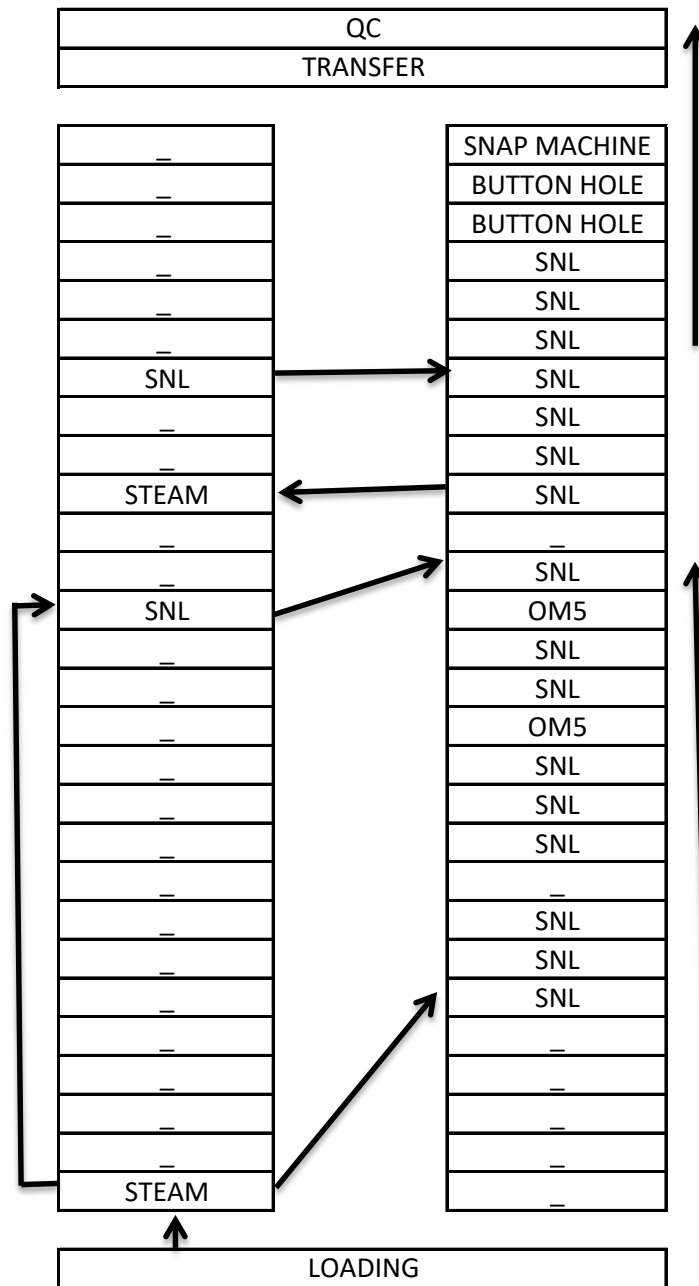 QC
TRANSFER
_ SNAP MACHINE
_ BUTTON HOLE
_ BUTTON HOLE
_ SNL
_ SNL
_ SNL
SNL SNL
_ SNL
_ SNL
STEAM SNL
_ _
_ SNL
SNL OM5
_ SNL
_ SNL
_ OM5
_ SNL
_ SNL
_ SNL
_ _
_ SNL
_ SNL
_ SNL
_ _
_ _
_ _
_ _
STEAM _
LOADING